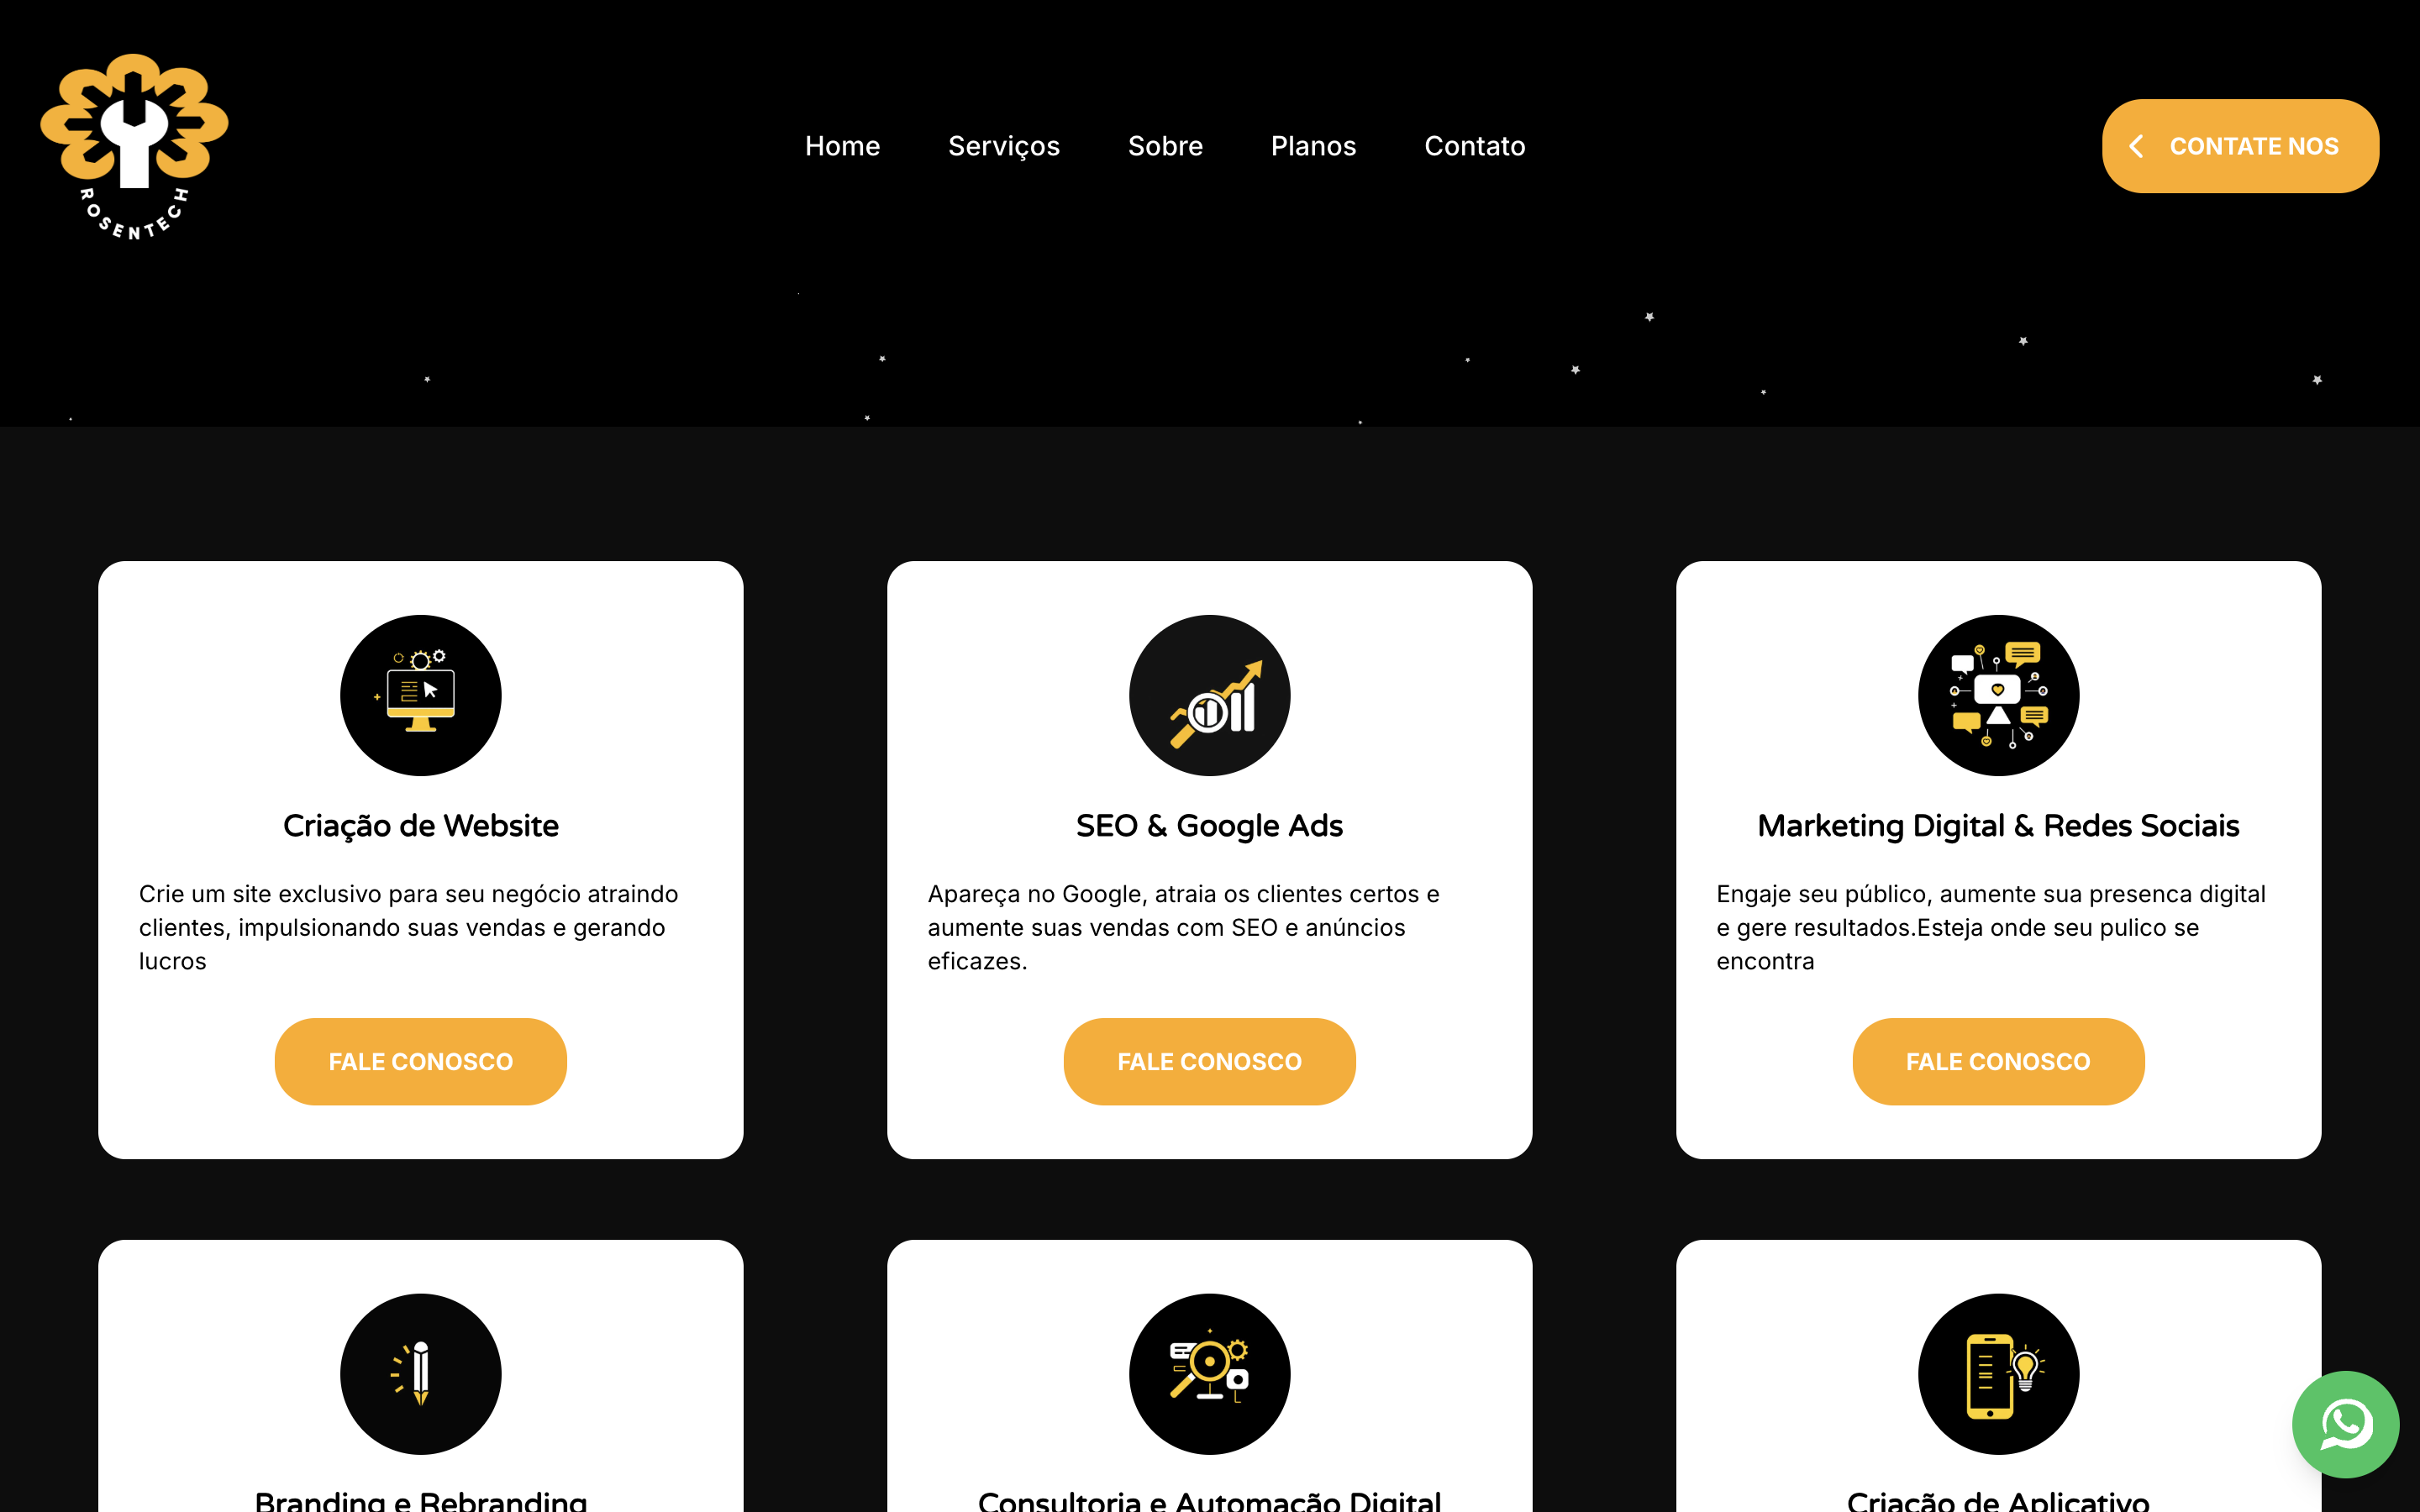 ROSENTECH
Home
Serviços
Sobre
Planos
Contato
CONTATE NOS
Criação de Website
Crie um site exclusivo para seu negócio atraindo
clientes, impulsionando suas vendas e gerando
lucros
FALE CONOSCO
SEO & Google Ads
Apareça no Google, atraia os clientes certos e
aumente suas vendas com SEO e anúncios
eficazes.
FALE CONOSCO
Marketing Digital & Redes Sociais
Engaje seu público, aumente sua presenca digital
e gere resultados.Esteja onde seu pulico se
encontra
FALE CONOSCO
Branding e Rebranding
Consultoria e Automação Digital
Criação de Aplicativo